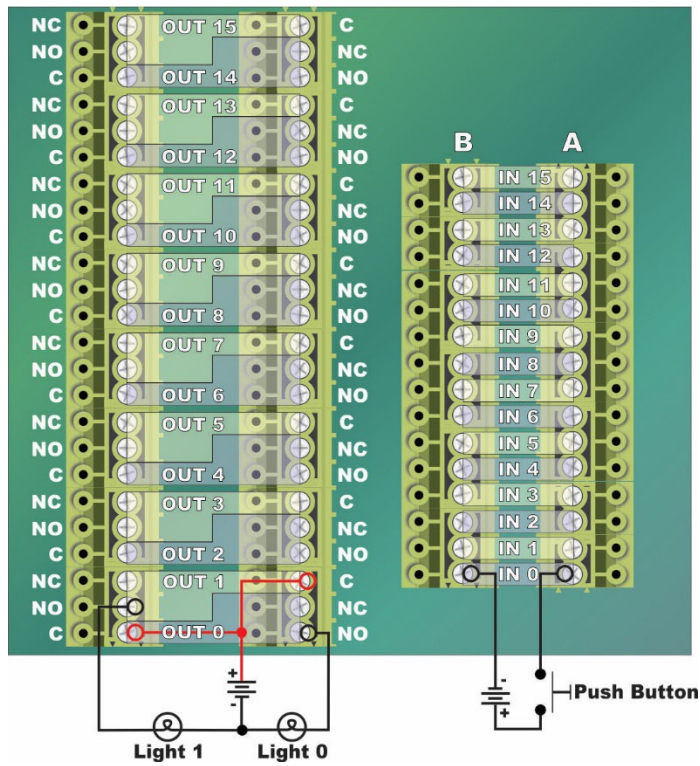 NC OUT 15 C
NO NC
C OUT 14 NO
NC OUT 13 C
NO NC
C OUT 12 NO
NC OUT 11 C
NO NC
C OUT 10 NO
NC OUT 9 C
NO NC
C OUT 8 NO
NC OUT 7 C
NO NC
C OUT 6 NO
NC OUT 5 C
NO NC
C OUT 4 NO
NC OUT 3 C
NO NC
C OUT 2 NO
NC OUT 1 C
NO NC
C OUT 0 NO
+
-
Light 1 Light 0
B A
IN 15
IN 14
IN 13
IN 12
IN 11
IN 10
IN 9
IN 8
IN 7
IN 6
IN 5
IN 4
IN 3
IN 2
IN 1
IN 0
-
+
Push Button